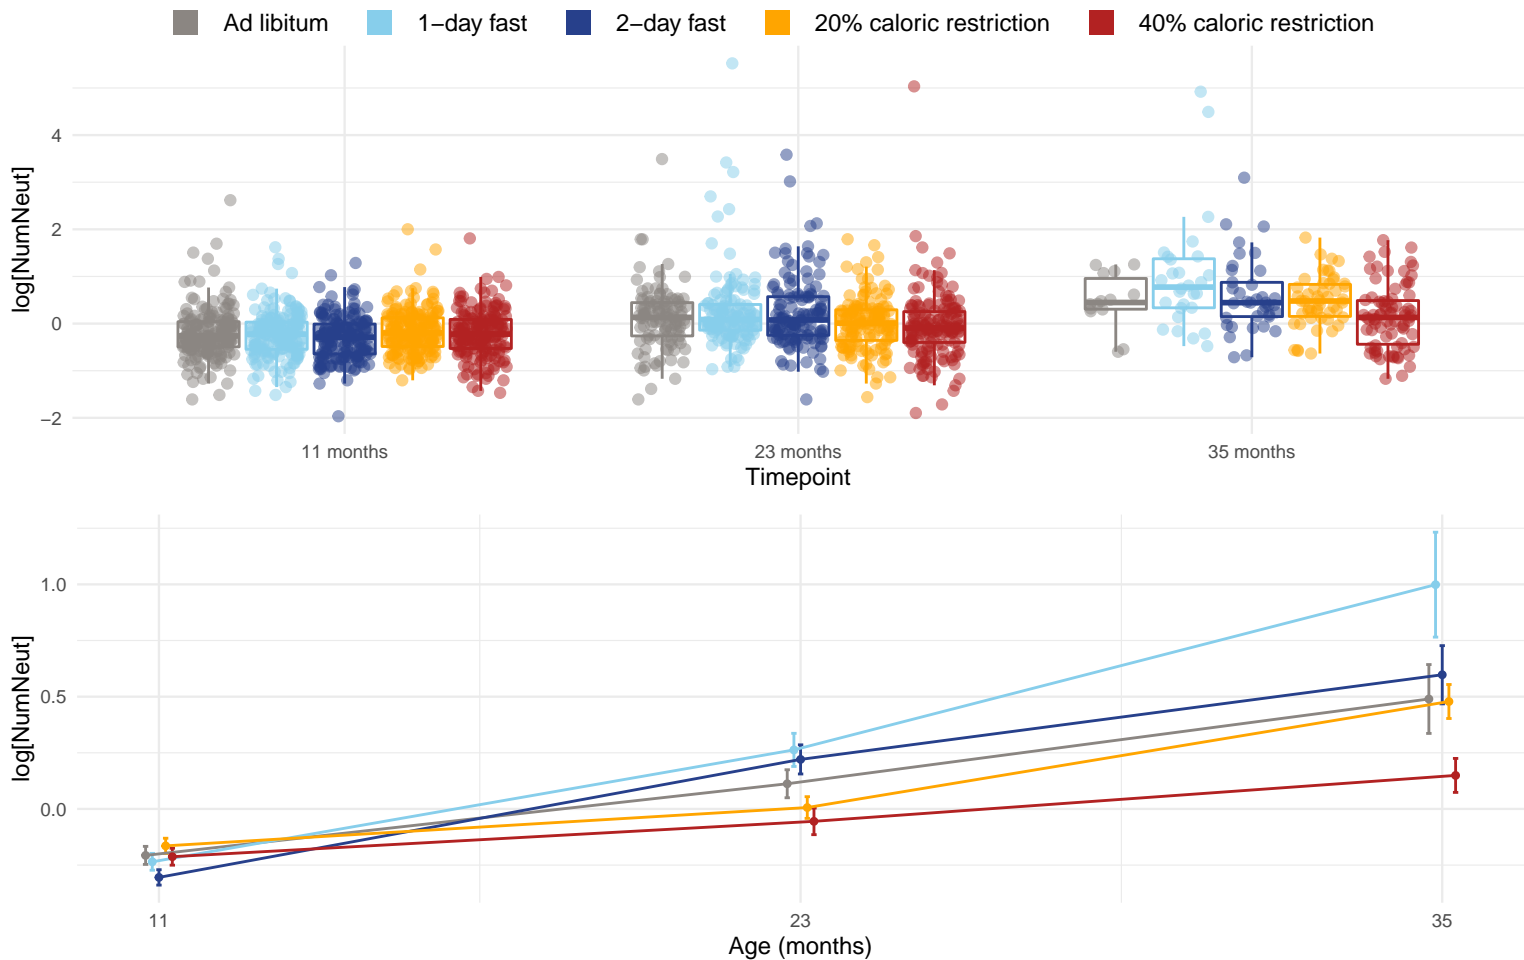 Ad libitum 1−day fast 2−day fast 20% caloric restriction 40% caloric restriction
log[NumNeut]
4
2
0
−2
11 months 23 months 35 months
Timepoint
log[NumNeut]
1.0
0.5
0.0
11 23 35
Age (months)